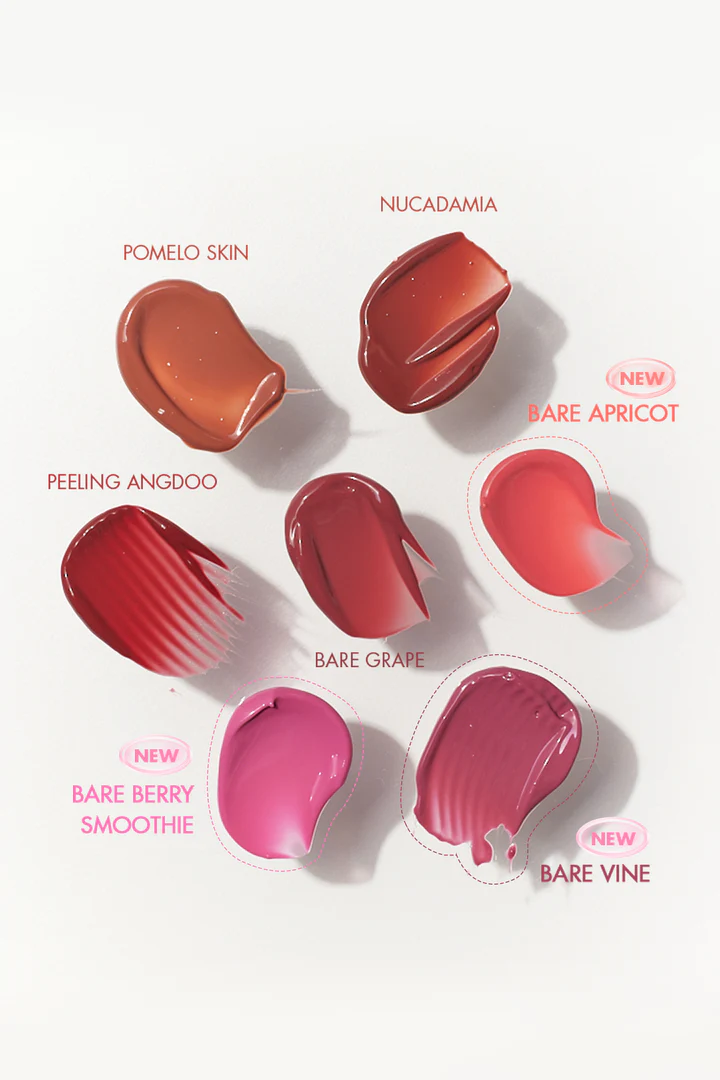 NUCADAMIA
POMELO SKIN
NEW
BARE APRICOT
PEELING ANGDOO
BARE GRAPE
NEW
BARE BERRY
SMOOTHIE
NEW
BARE VINE